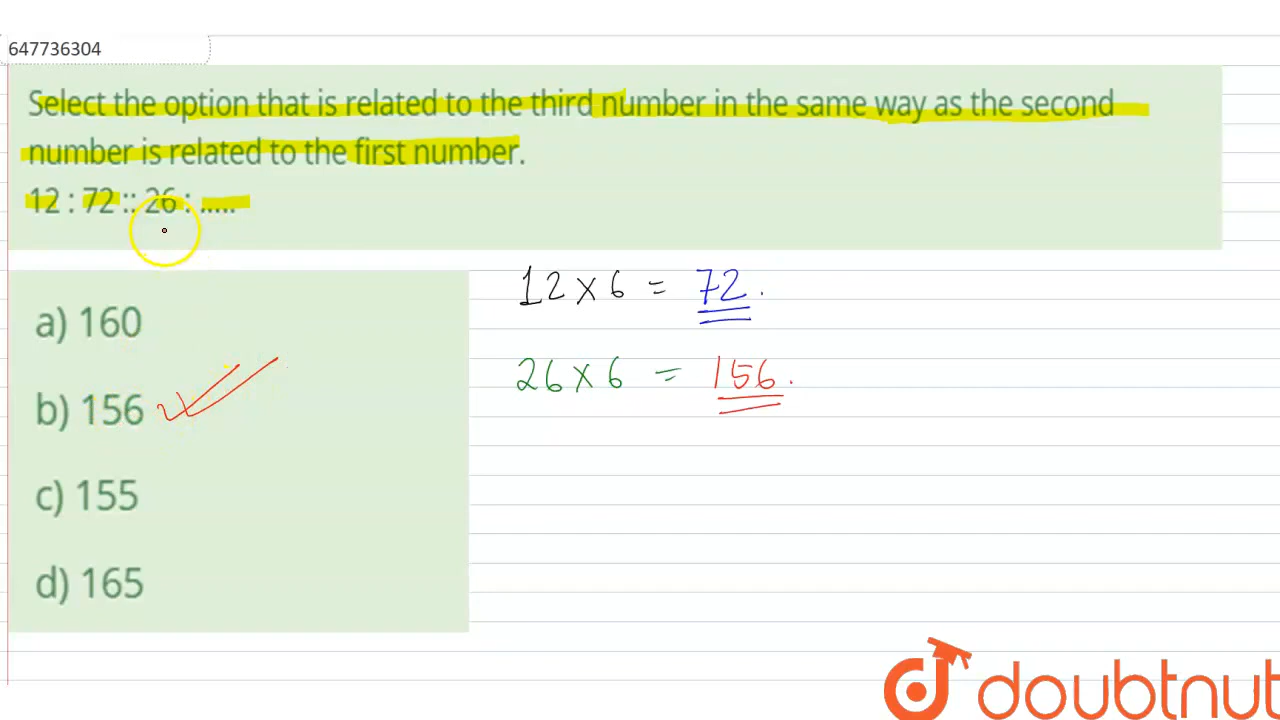 647736304
Select the option that is related to the third number in the same way as the second
number is related to the first number.
12 : 72 :: 26 : .....
a) 160
b) 156
c) 155
d) 165
12 x 6 = 72.
26 x 6 = 156.
doubtnut